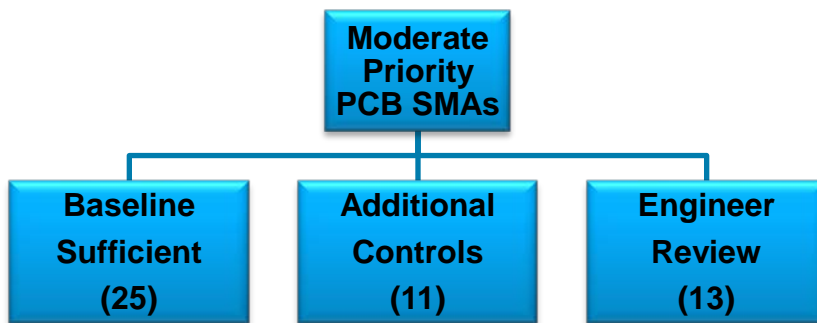 Moderate
Priority
PCB SMAs
Baseline
Sufficient
(25)
Additional
Controls
(11)
Engineer
Review
(13)